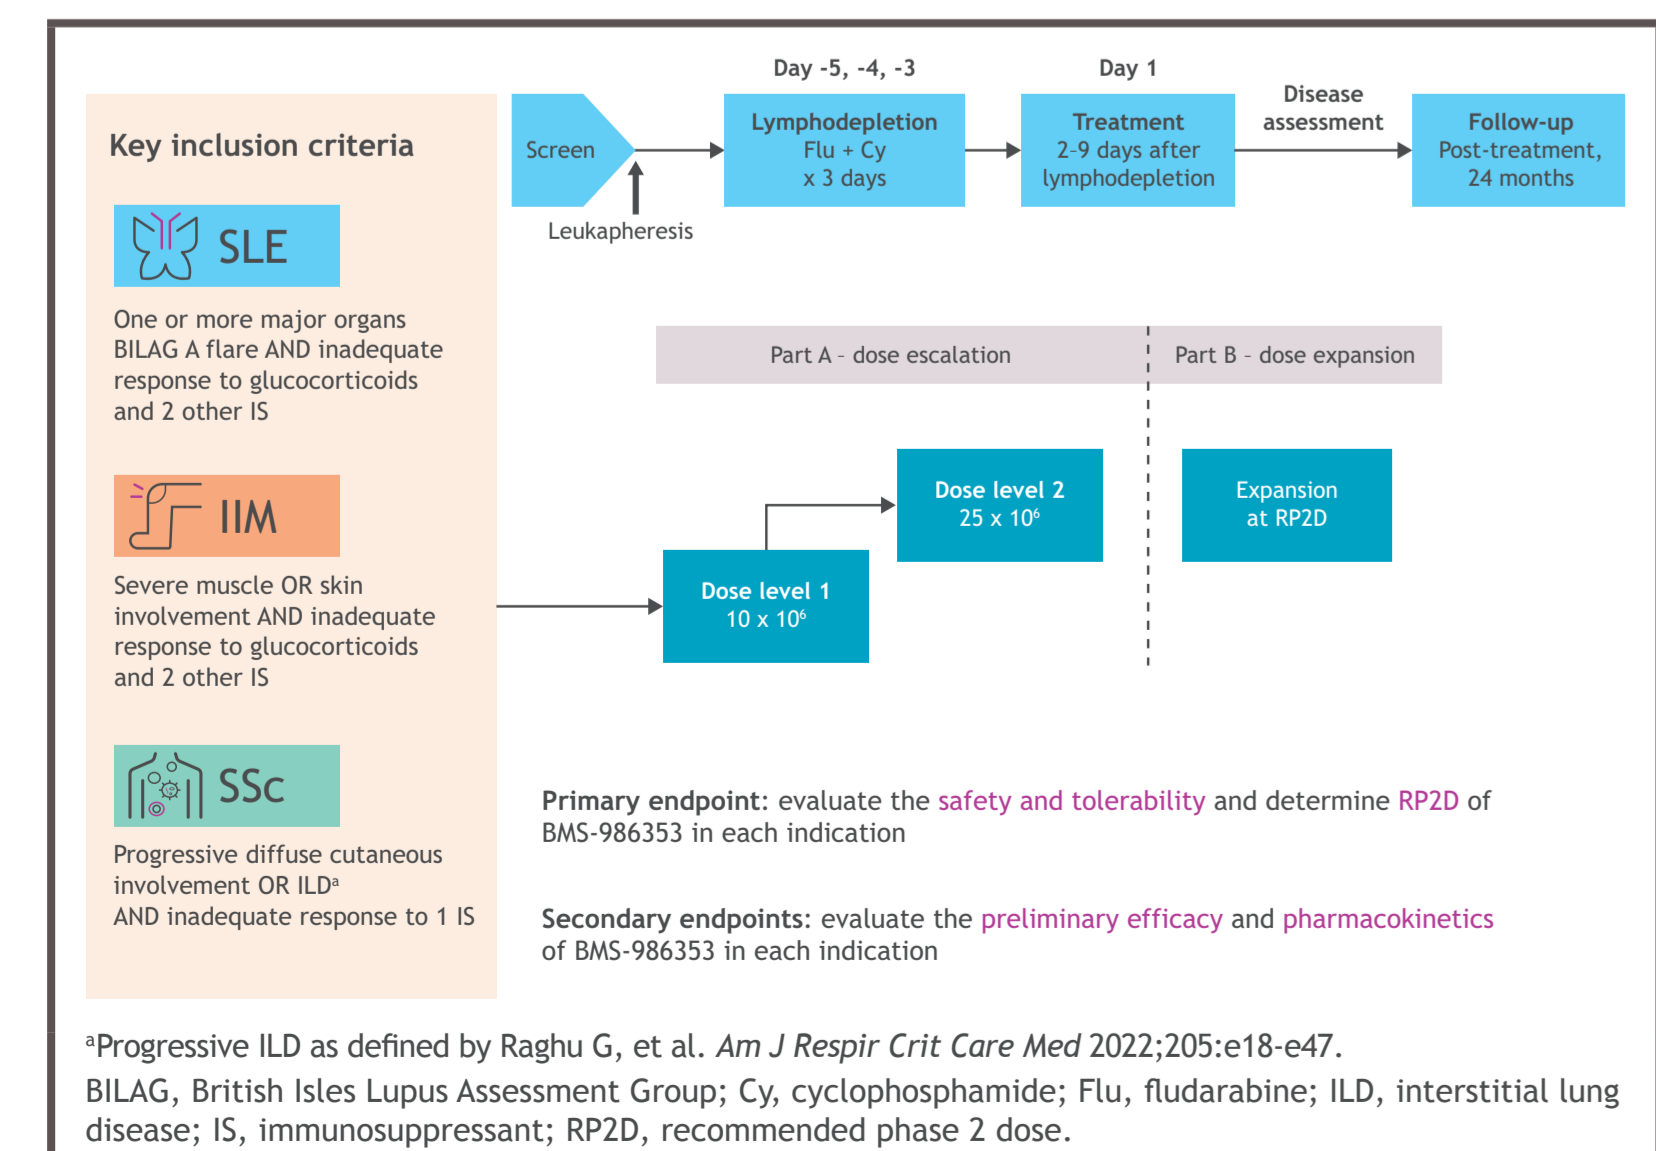 Key inclusion criteria
SLE
One or more major organs
BILAG A flare AND inadequate
response to glucocorticoids
and 2 other IS
IIM
Severe muscle OR skin
involvement AND inadequate
response to glucocorticoids
and 2 other IS
SSc
Progressive diffuse cutaneous
involvement OR ILDᵃ
AND inadequate response to 1 IS
Screen
Leukapheresis
Day -5, -4, -3
Lymphodepletion
Flu + Cy
x 3 days
Day 1
Treatment
2–9 days after
lymphodepletion
Disease
assessment
Follow-up
Post-treatment,
24 months
Part A – dose escalation
Part B – dose expansion
Dose level 1
10 x 10⁶
Dose level 2
25 x 10⁶
Expansion
at RP2D
Primary endpoint: evaluate the safety and tolerability and determine RP2D of
BMS-986353 in each indication
Secondary endpoints: evaluate the preliminary efficacy and pharmacokinetics
of BMS-986353 in each indication
ᵃProgressive ILD as defined by Raghu G, et al. Am J Respir Crit Care Med 2022;205:e18-e47.
BILAG, British Isles Lupus Assessment Group; Cy, cyclophosphamide; Flu, fludarabine; ILD, interstitial lung
disease; IS, immunosuppressant; RP2D, recommended phase 2 dose.